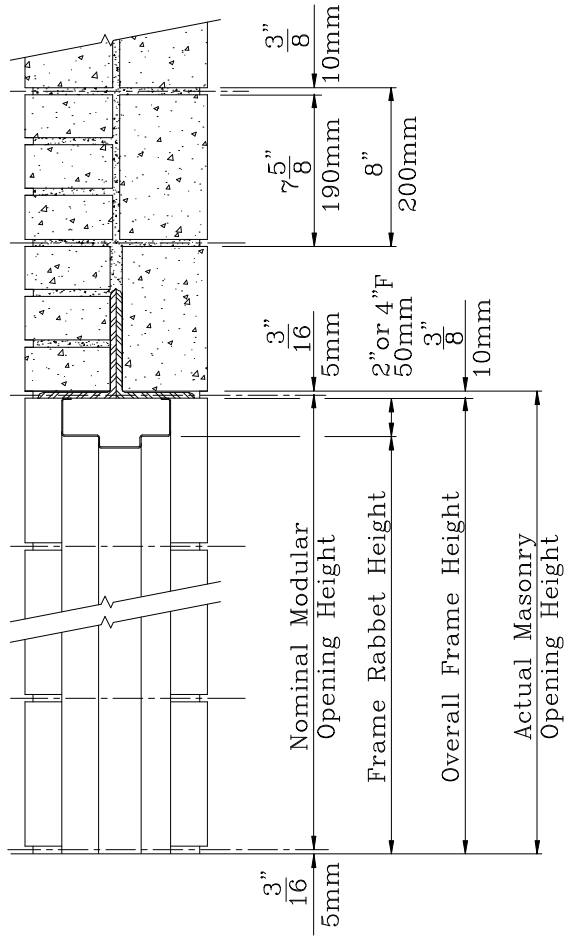 3/16"
5mm
Nominal Modular
Opening Height
3/16"
5mm
7 5/8"
190mm
3/8"
10mm
Frame Rabbet Height
2"or 4"F
50mm
8"
200mm
Overall Frame Height
3/8"
10mm
Actual Masonry
Opening Height